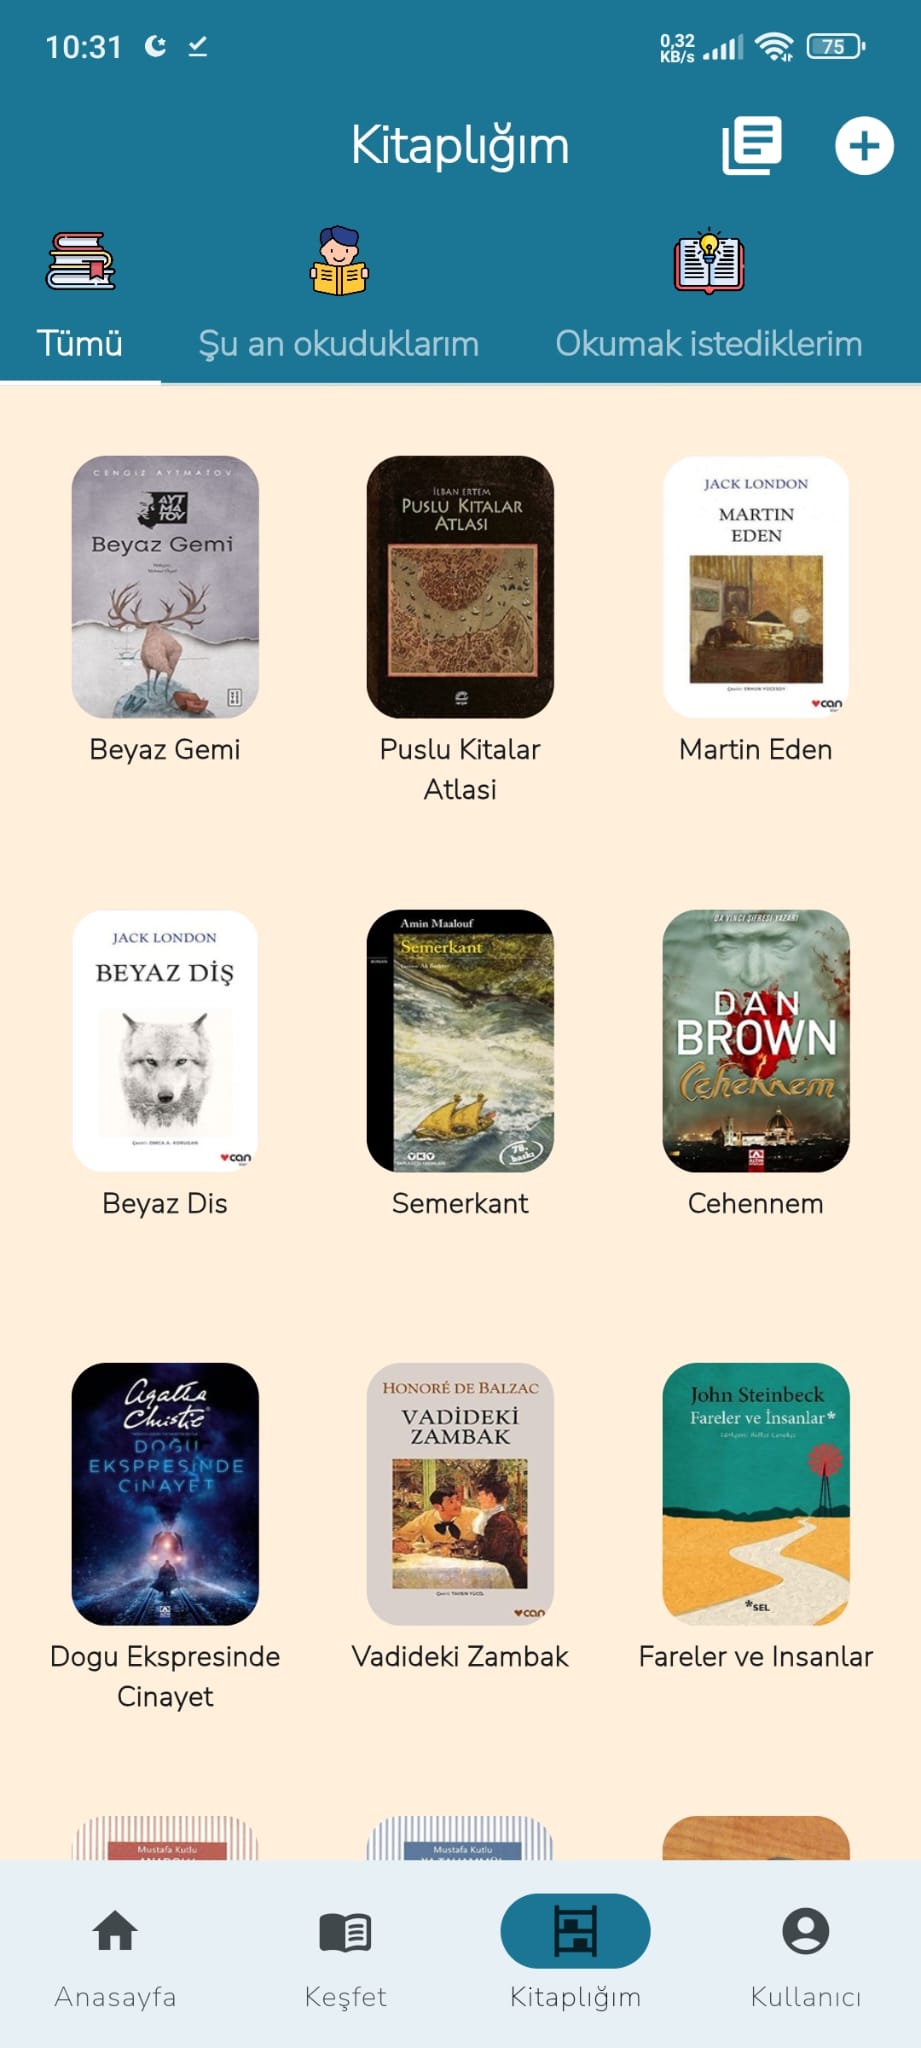 10:31
0,32
KB/s
75
Kitaplığım
Tümü
Şu an okuduklarım
Okumak istediklerim
CENGİZ AYTMATOV
AYT
MA
TOV
Beyaz Gemi
Beyaz Gemi
İLBAN ERTEM
PUSLU KITALAR
ATLASI
Puslu Kitalar
Atlasi
JACK LONDON
MARTIN
EDEN
can
Martin Eden
JACK LONDON
BEYAZ DİŞ
can
Beyaz Dis
Amin Maalouf
Semerkant
YKY
78.
baskı
Semerkant
DA VINCI ŞİFRESİ YAZARI
DAN
BROWN
Cehennem
Cehennem
Agatha
Christie
DOĞU
EKSPRESİNDE
CİNAYET
Dogu Ekspresinde
Cinayet
HONORÉ DE BALZAC
VADİDEKİ
ZAMBAK
can
Vadideki Zambak
John Steinbeck
Fareler ve İnsanlar*
*SEL
Fareler ve Insanlar
Mustafa Kutlu
Mustafa Kutlu
Anasayfa
Keşfet
Kitaplığım
Kullanıcı